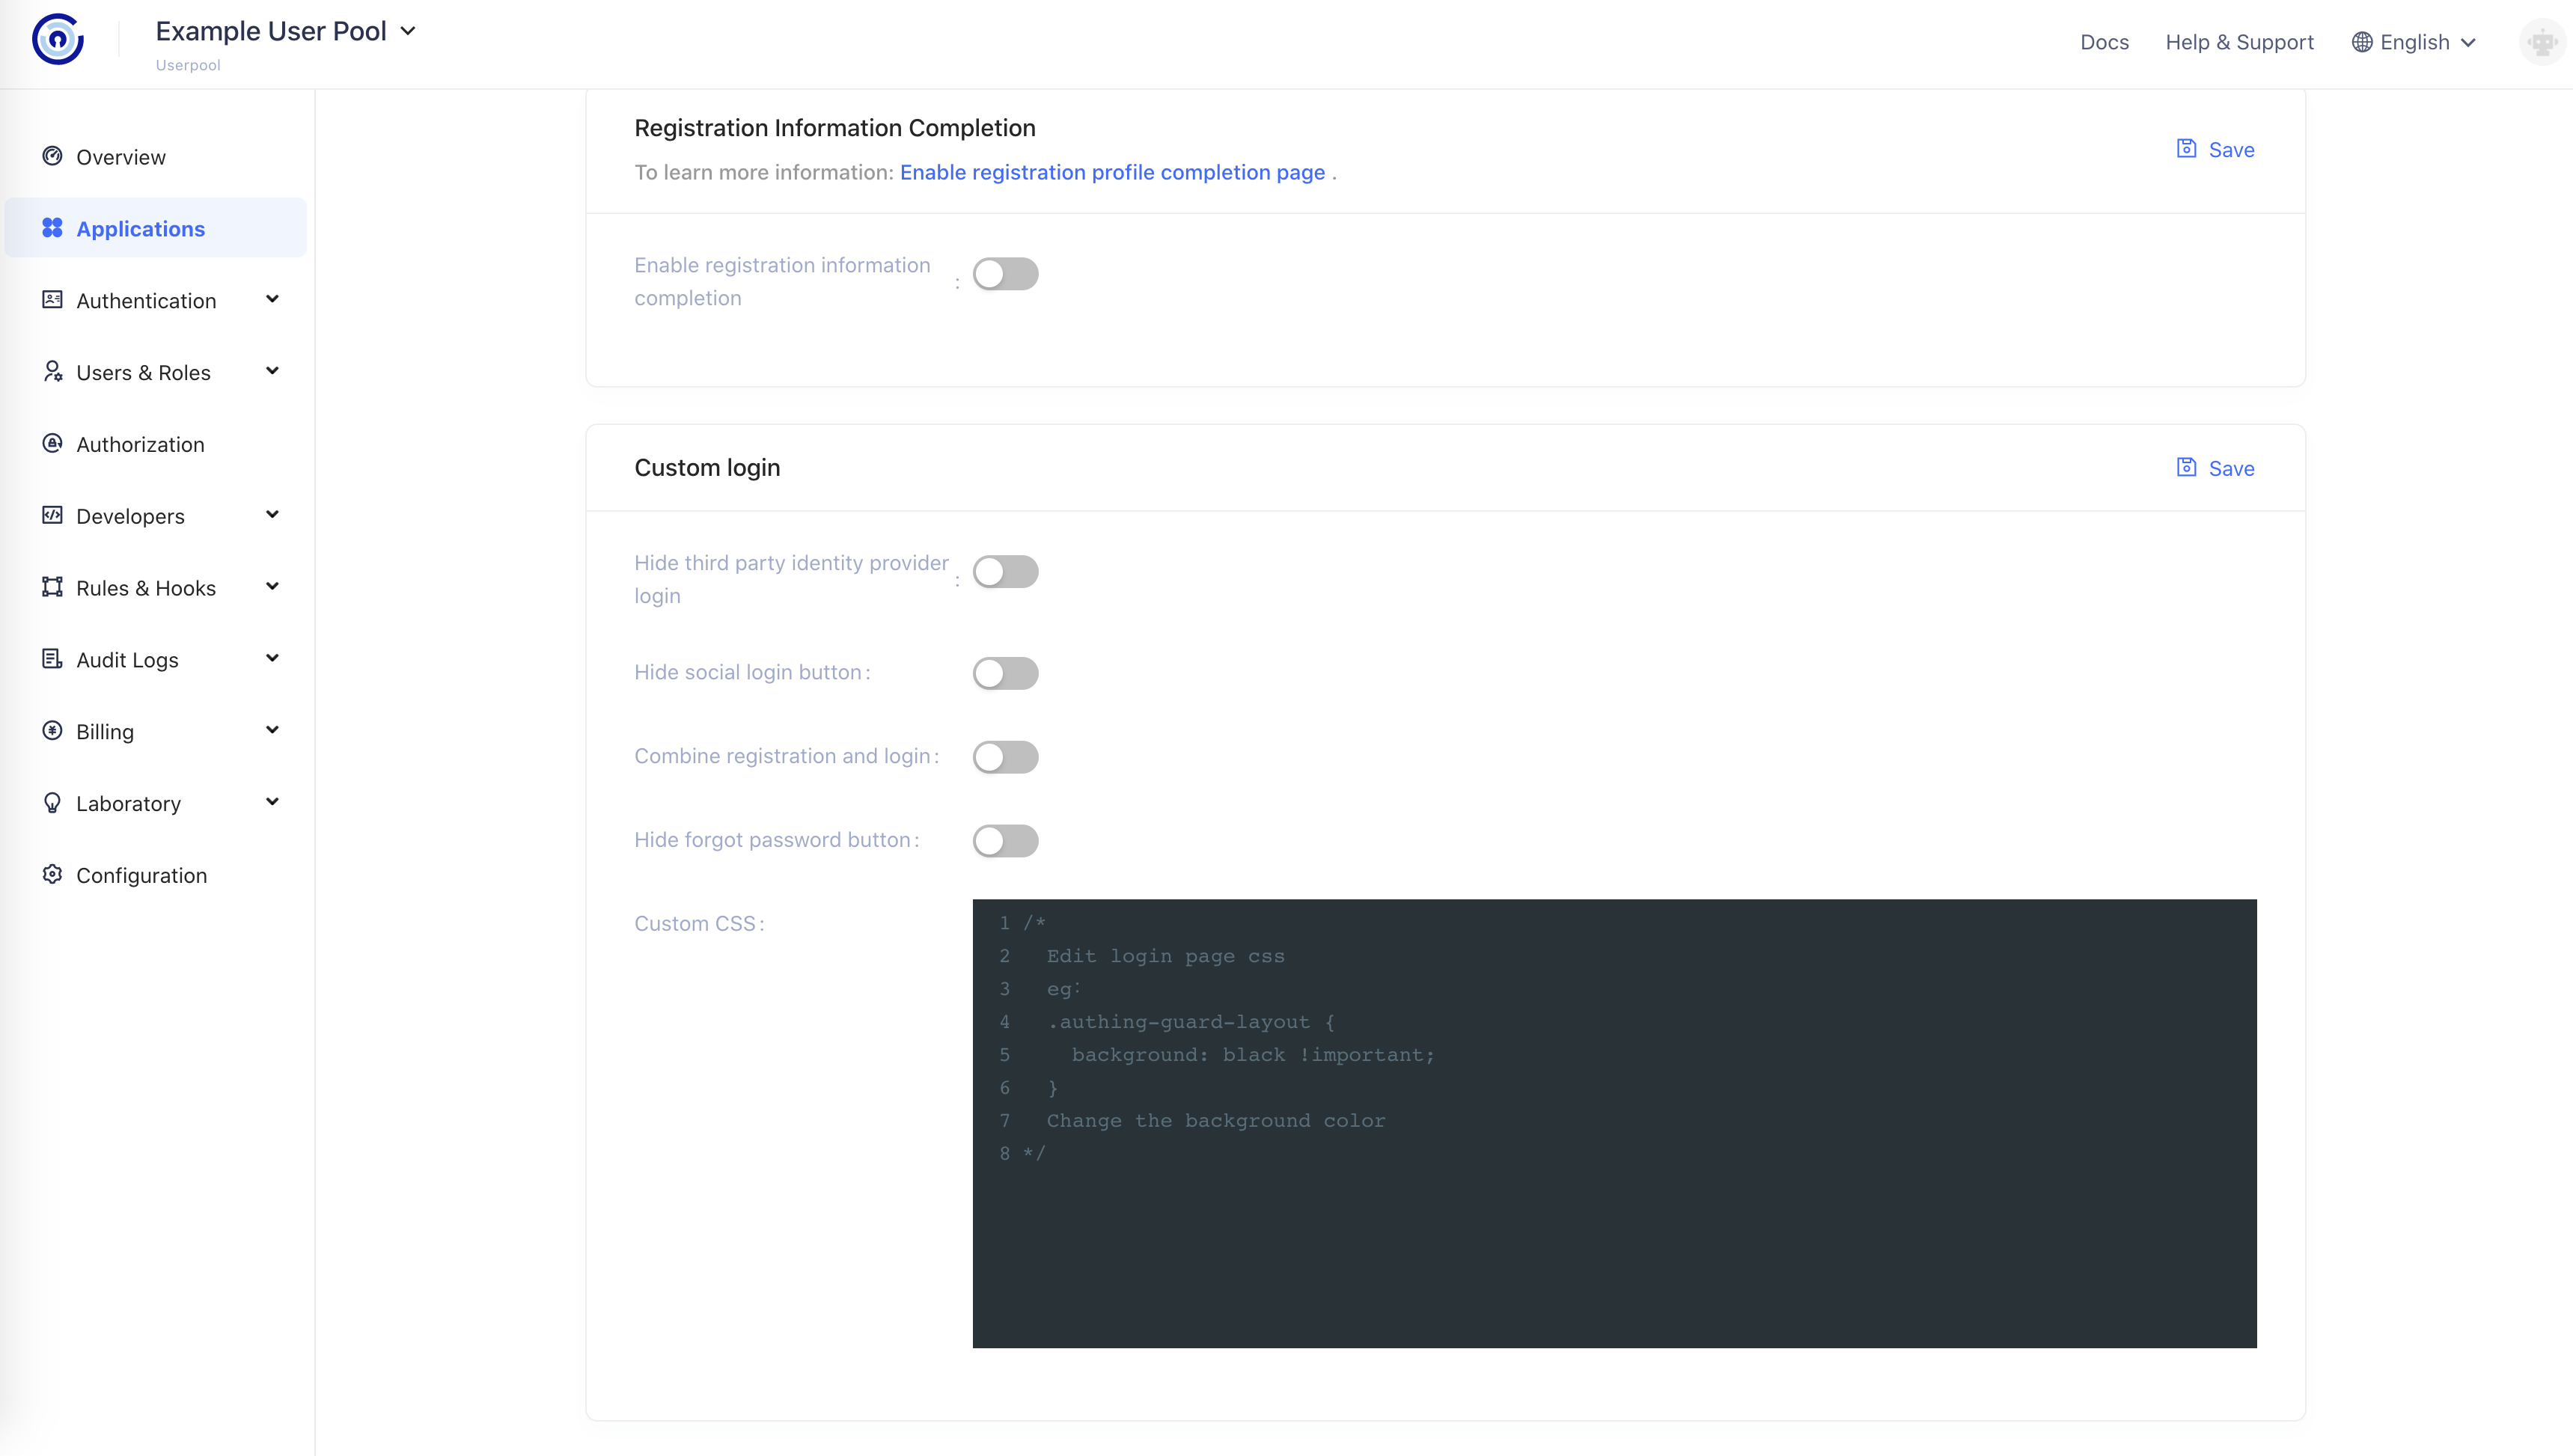 Example User Pool
Userpool
Docs
Help & Support
English
Overview
Applications
Authentication
Users & Roles
Authorization
Developers
Rules & Hooks
Audit Logs
Billing
Laboratory
Configuration
Registration Information Completion
Save
To learn more information: Enable registration profile completion page .
Enable registration information
completion :
Custom login
Save
Hide third party identity provider
login :
Hide social login button :
Combine registration and login :
Hide forgot password button :
Custom CSS :
1 /*
2 Edit login page css
3 eg：
4 .authing-guard-layout {
5 background: black !important;
6 }
7 Change the background color
8 */